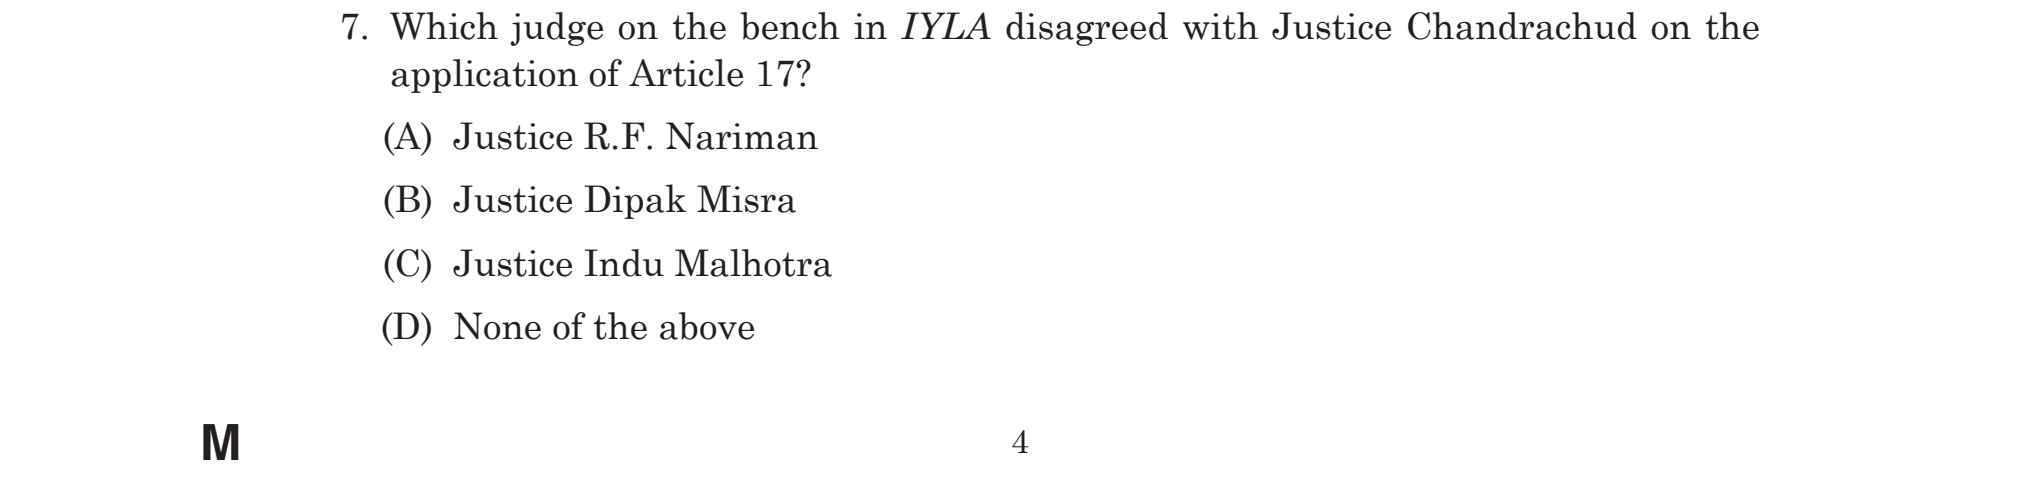 7. Which judge on the bench in IYLA disagreed with Justice Chandrachud on the
application of Article 17?
(A) Justice R.F. Nariman
(B) Justice Dipak Misra
(C) Justice Indu Malhotra
(D) None of the above
M 4